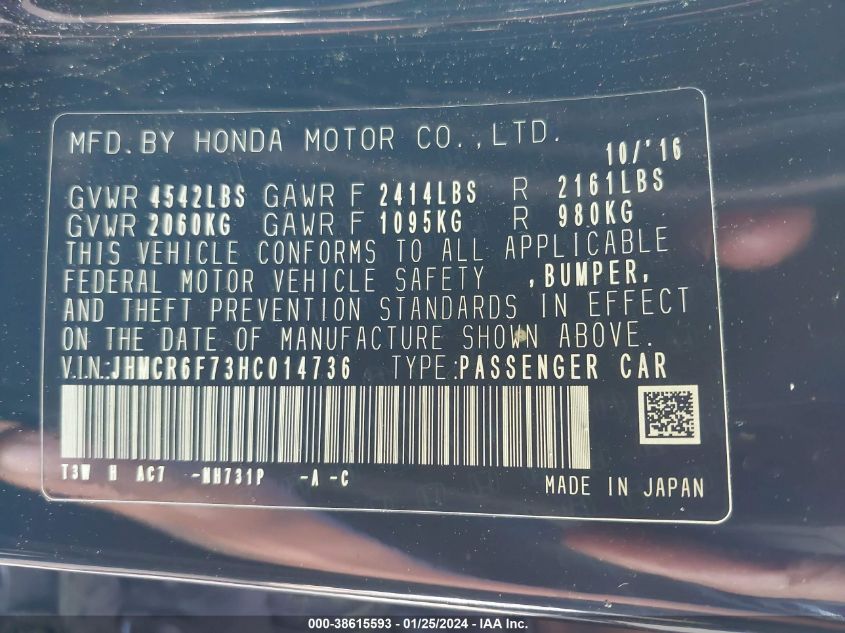 MFD. BY HONDA MOTOR CO., LTD. 10/'16
GVWR 4542LBS GAWR F 2414LBS R 2161LBS
GVWR 2060KG GAWR F 1095KG R 980KG
THIS VEHICLE CONFORMS TO ALL APPLICABLE
FEDERAL MOTOR VEHICLE SAFETY , BUMPER,
AND THEFT PREVENTION STANDARDS IN EFFECT
ON THE DATE OF MANUFACTURE SHOWN ABOVE.
V.I.N.:JHMCR6F73HC014736 TYPE:PASSENGER CAR
T3W H AC7 -NH731P -A -C
MADE IN JAPAN
000-38615593 - 01/25/2024 - IAA Inc.